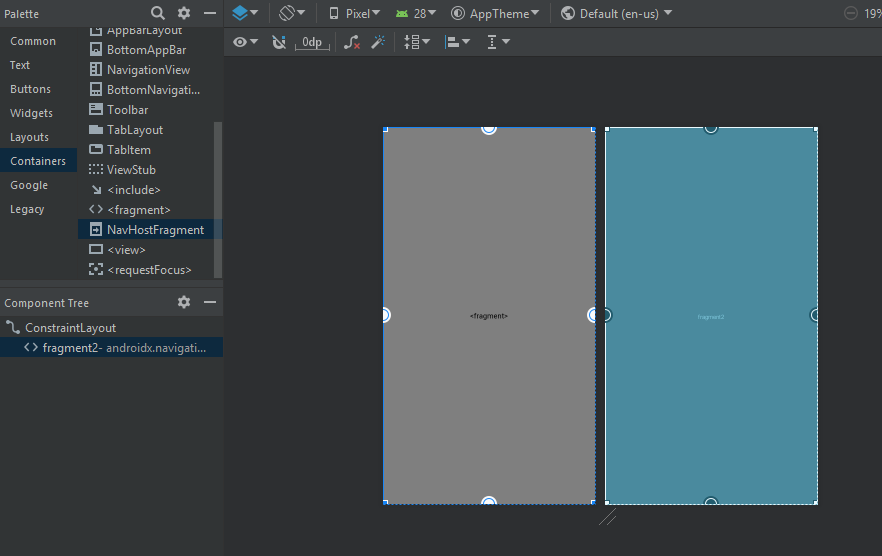 Palette
Pixel
28
AppTheme
Default (en-us)
19%
Common
Text
Buttons
Widgets
Layouts
Containers
Google
Legacy
AppBarLayout
BottomAppBar
NavigationView
BottomNavigati...
Toolbar
TabLayout
TabItem
ViewStub
<include>
<fragment>
NavHostFragment
<view>
<requestFocus>
0dp
Component Tree
ConstraintLayout
fragment2- androidx.navigati...
<fragment>
fragment2